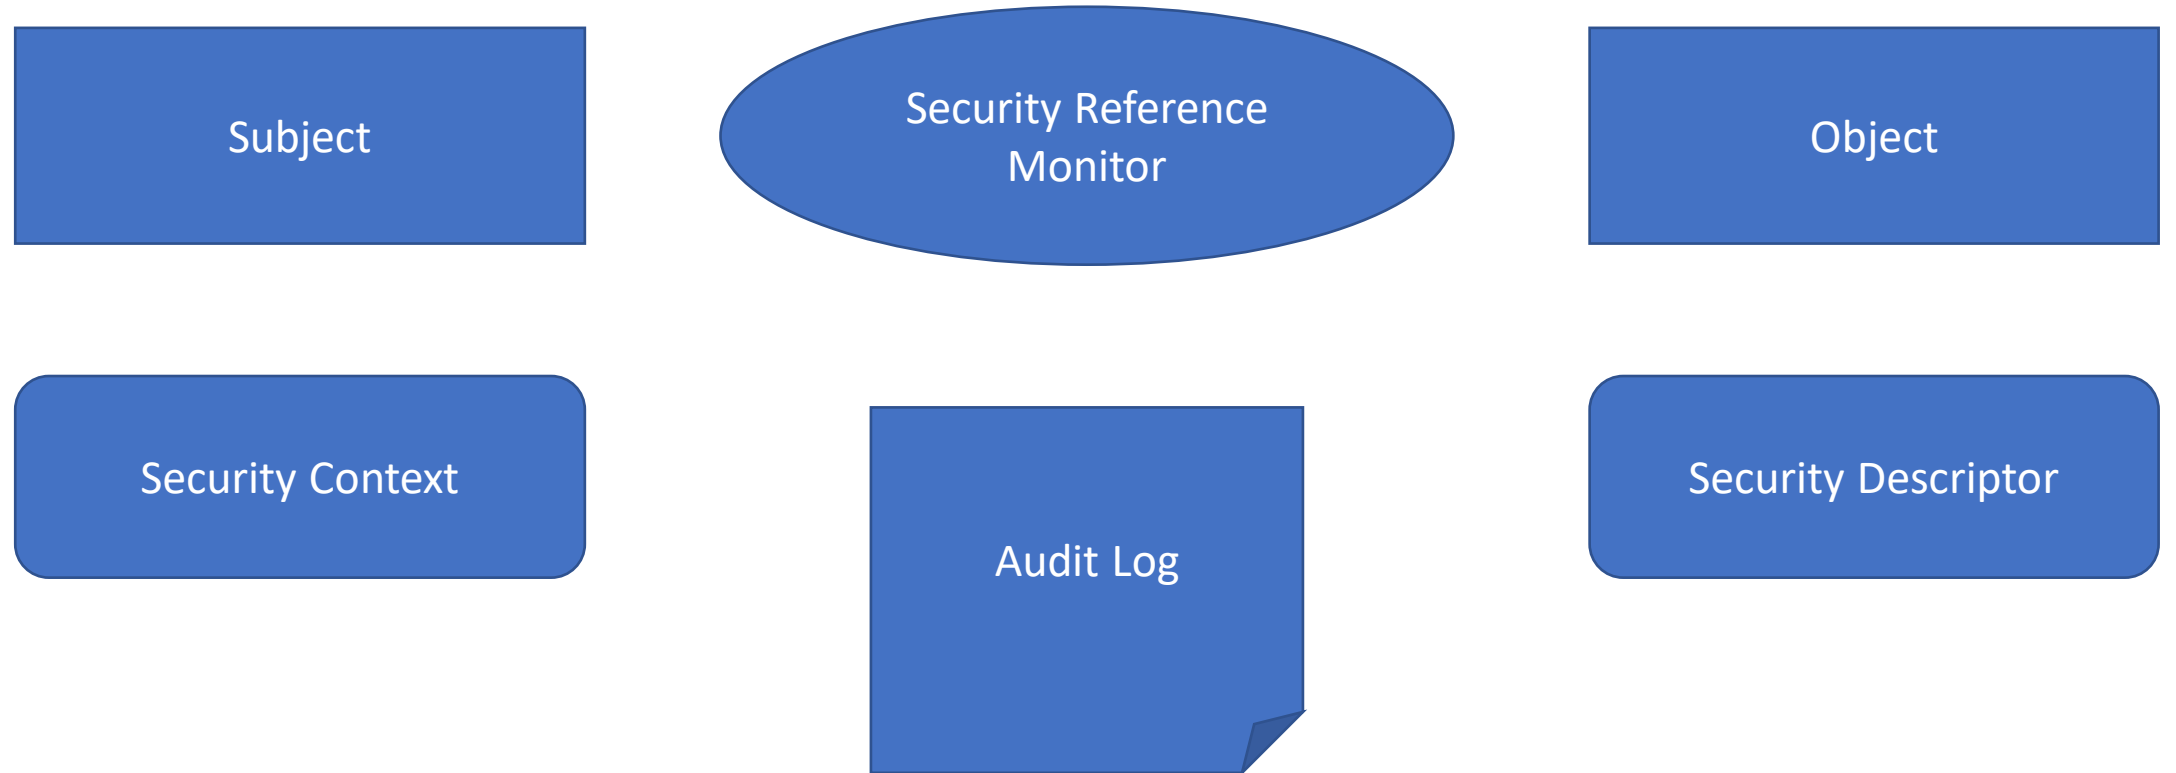 Subject
Security Reference
Monitor
Object
Security Context
Audit Log
Security Descriptor